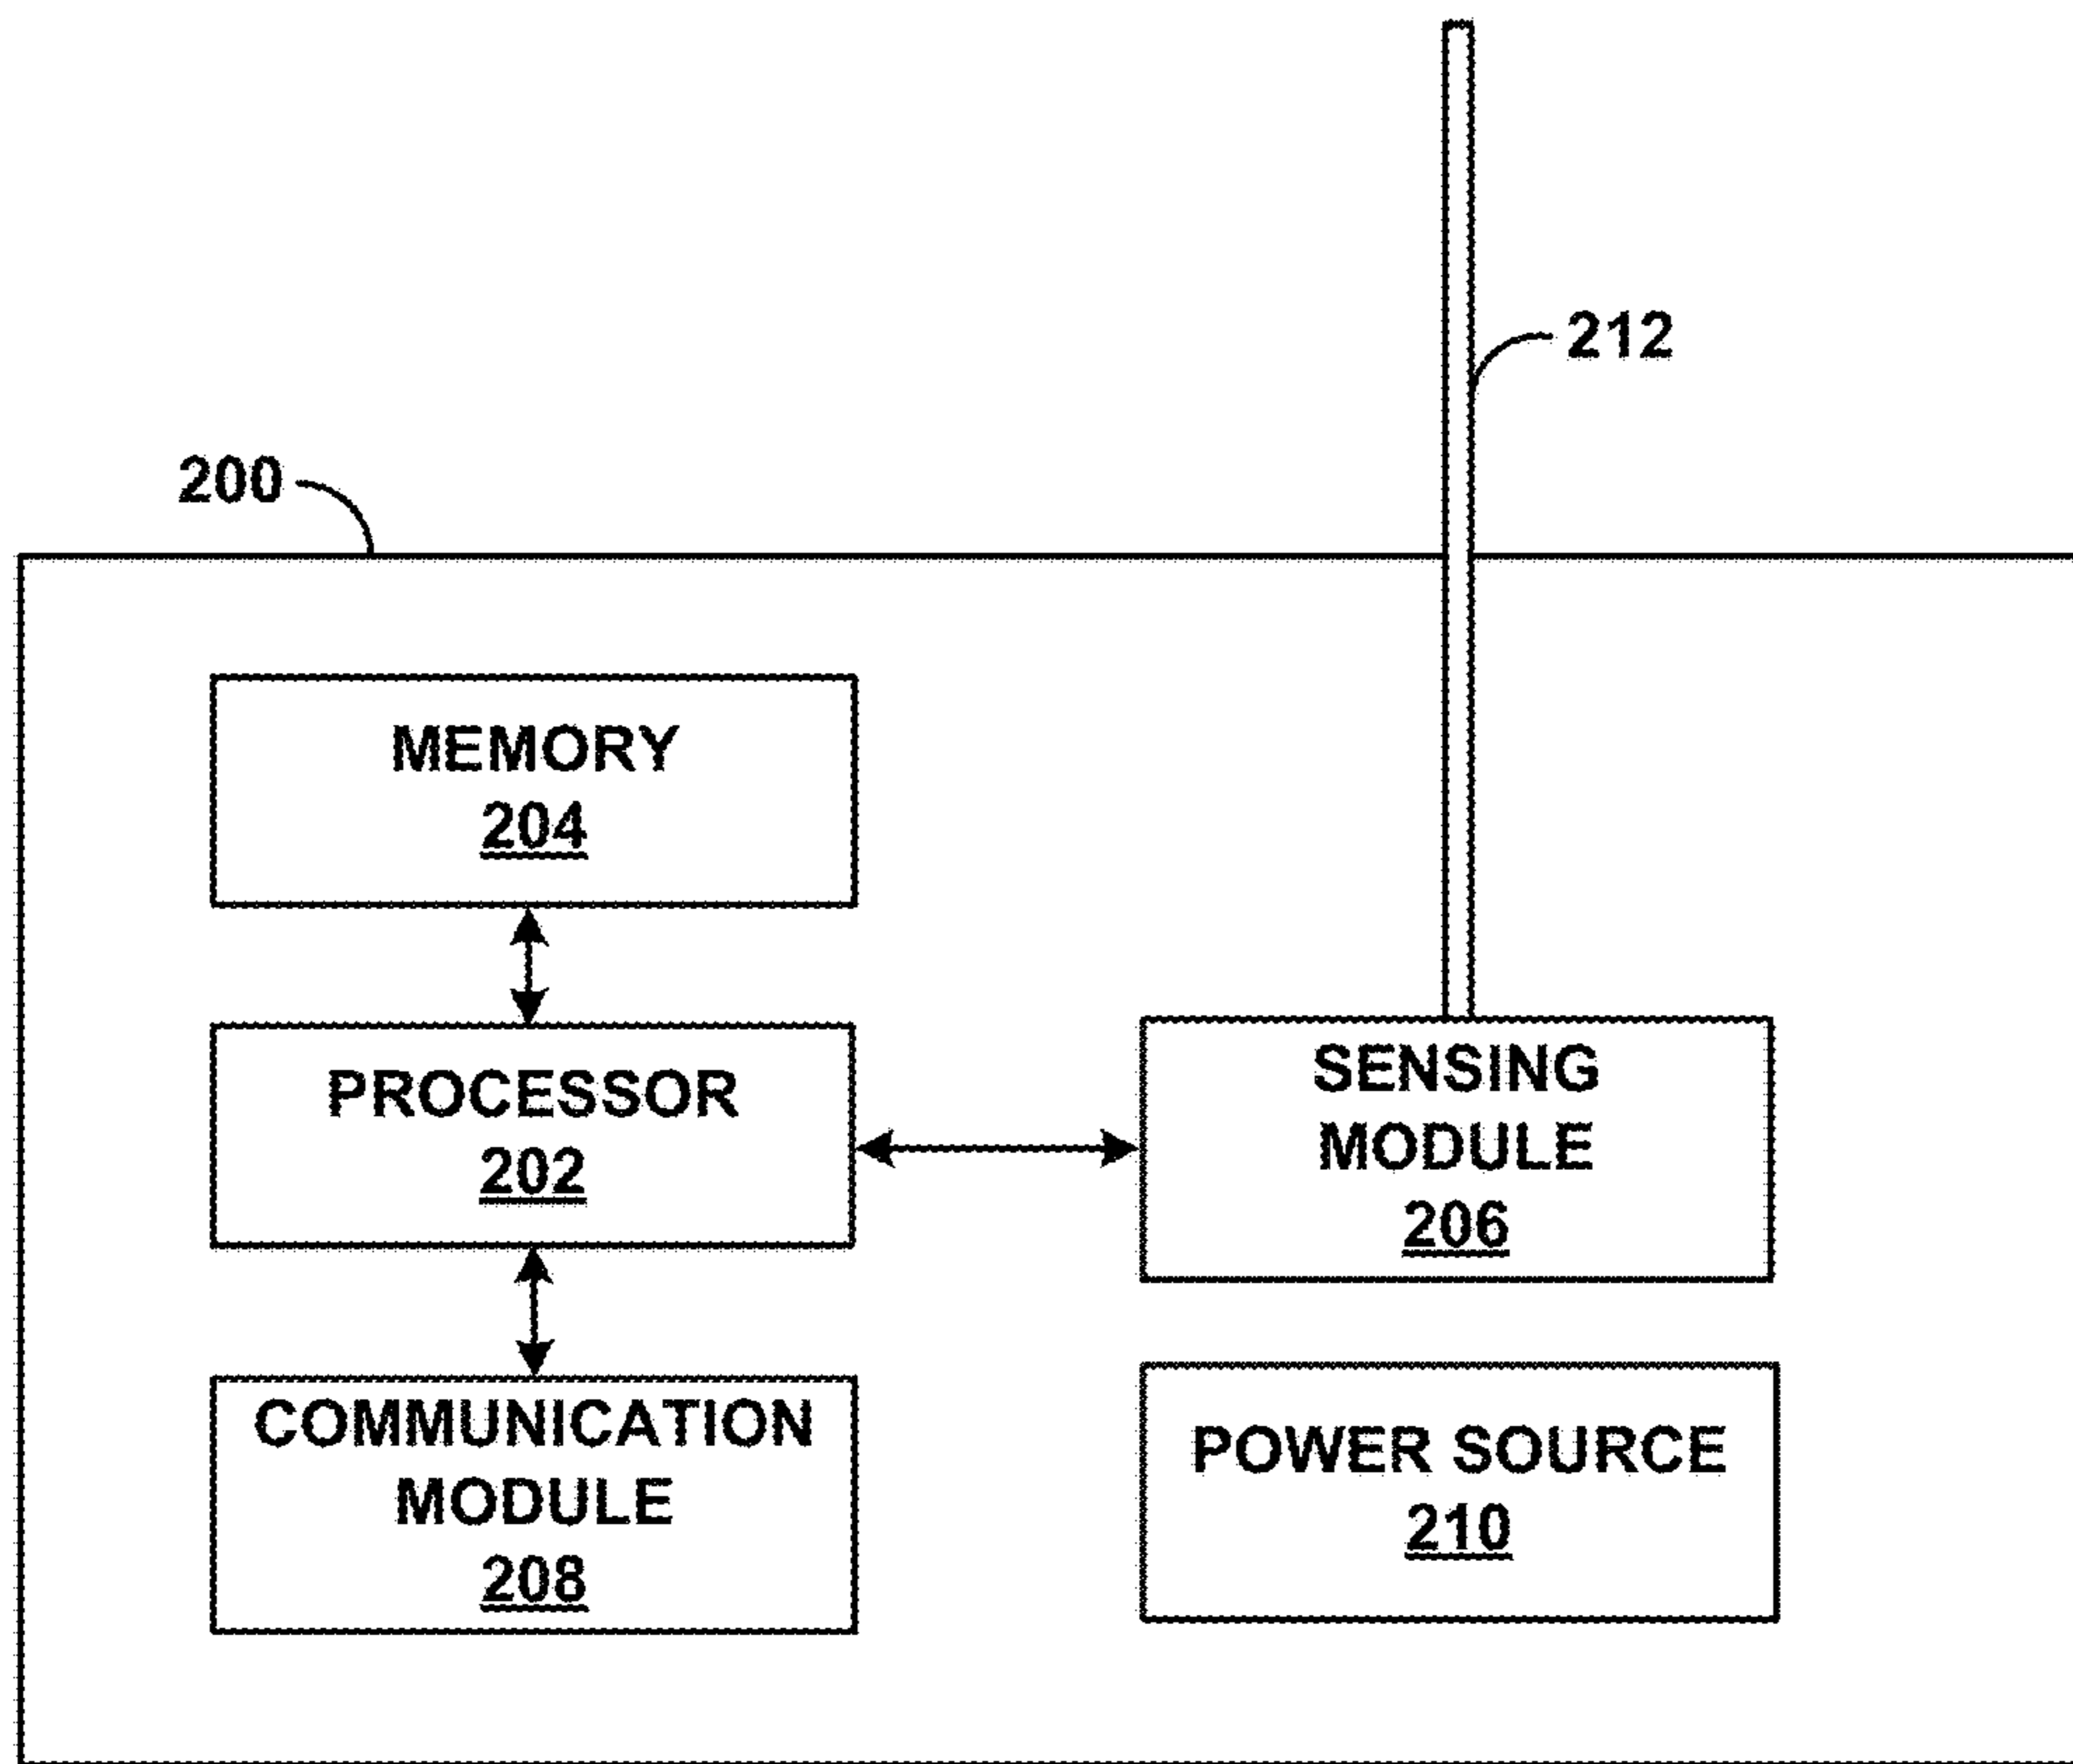 212
200
MEMORY
204
PROCESSOR
202
SENSING
MODULE
206
COMMUNICATION
MODULE
208
POWER SOURCE
210